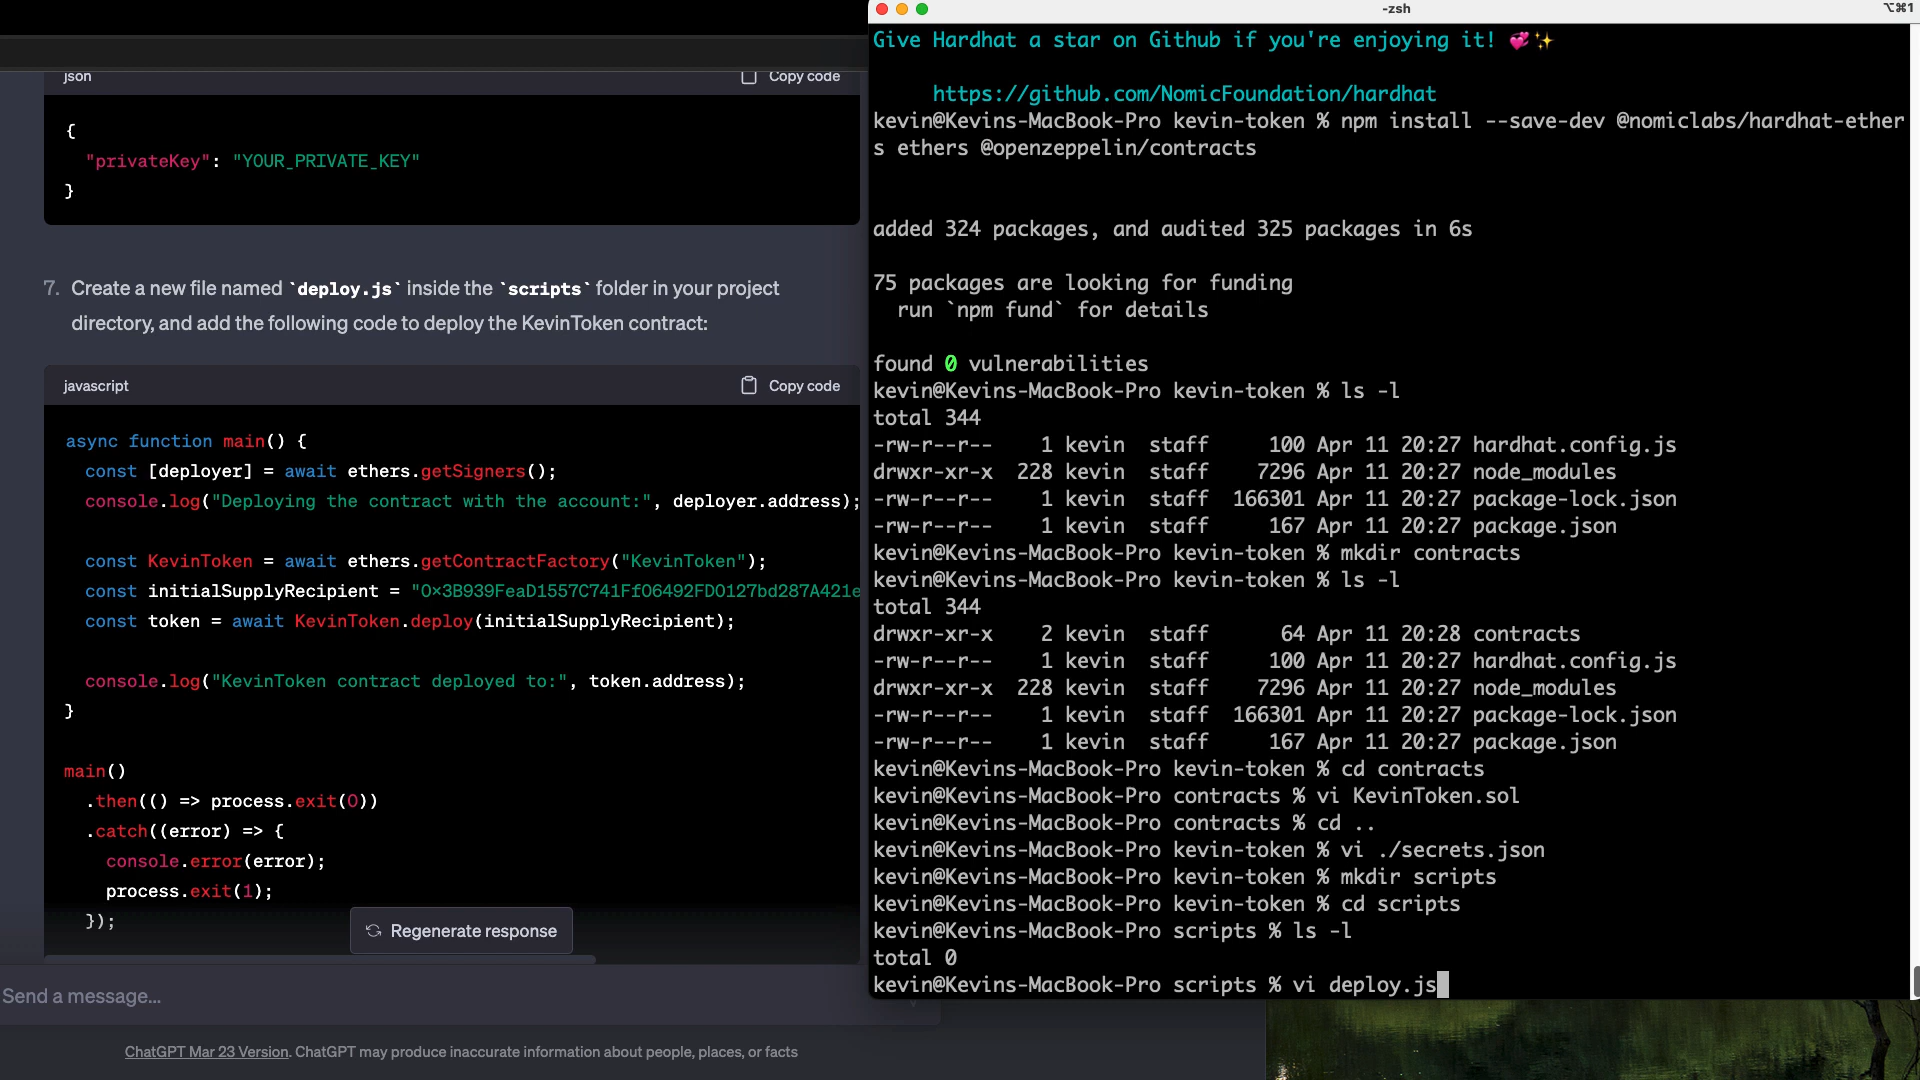 json
Copy code
{
"privateKey": "YOUR_PRIVATE_KEY"
}
7. Create a new file named `deploy.js` inside the `scripts` folder in your project
directory, and add the following code to deploy the KevinToken contract:
javascript
Copy code
async function main() {
const [deployer] = await ethers.getSigners();
console.log("Deploying the contract with the account:", deployer.address);
const KevinToken = await ethers.getContractFactory("KevinToken");
const initialSupplyRecipient = "0x3B939FeaD1557C741Ff06492FD0127bd287A421e
const token = await KevinToken.deploy(initialSupplyRecipient);
console.log("KevinToken contract deployed to:", token.address);
}
main()
.then(() => process.exit(0))
.catch((error) => {
console.error(error);
process.exit(1);
});
Regenerate response
Send a message...
ChatGPT Mar 23 Version. ChatGPT may produce inaccurate information about people, places, or facts
-zsh
⌥⌘1
Give Hardhat a star on Github if you're enjoying it! 💞✨
https://github.com/NomicFoundation/hardhat
kevin@Kevins-MacBook-Pro kevin-token % npm install --save-dev @nomiclabs/hardhat-ether
s ethers @openzeppelin/contracts
added 324 packages, and audited 325 packages in 6s
75 packages are looking for funding
run `npm fund` for details
found 0 vulnerabilities
kevin@Kevins-MacBook-Pro kevin-token % ls -l
total 344
-rw-r--r-- 1 kevin staff 100 Apr 11 20:27 hardhat.config.js
drwxr-xr-x 228 kevin staff 7296 Apr 11 20:27 node_modules
-rw-r--r-- 1 kevin staff 166301 Apr 11 20:27 package-lock.json
-rw-r--r-- 1 kevin staff 167 Apr 11 20:27 package.json
kevin@Kevins-MacBook-Pro kevin-token % mkdir contracts
kevin@Kevins-MacBook-Pro kevin-token % ls -l
total 344
drwxr-xr-x 2 kevin staff 64 Apr 11 20:28 contracts
-rw-r--r-- 1 kevin staff 100 Apr 11 20:27 hardhat.config.js
drwxr-xr-x 228 kevin staff 7296 Apr 11 20:27 node_modules
-rw-r--r-- 1 kevin staff 166301 Apr 11 20:27 package-lock.json
-rw-r--r-- 1 kevin staff 167 Apr 11 20:27 package.json
kevin@Kevins-MacBook-Pro kevin-token % cd contracts
kevin@Kevins-MacBook-Pro contracts % vi KevinToken.sol
kevin@Kevins-MacBook-Pro contracts % cd ..
kevin@Kevins-MacBook-Pro kevin-token % vi ./secrets.json
kevin@Kevins-MacBook-Pro kevin-token % mkdir scripts
kevin@Kevins-MacBook-Pro kevin-token % cd scripts
kevin@Kevins-MacBook-Pro scripts % ls -l
total 0
kevin@Kevins-MacBook-Pro scripts % vi deploy.js